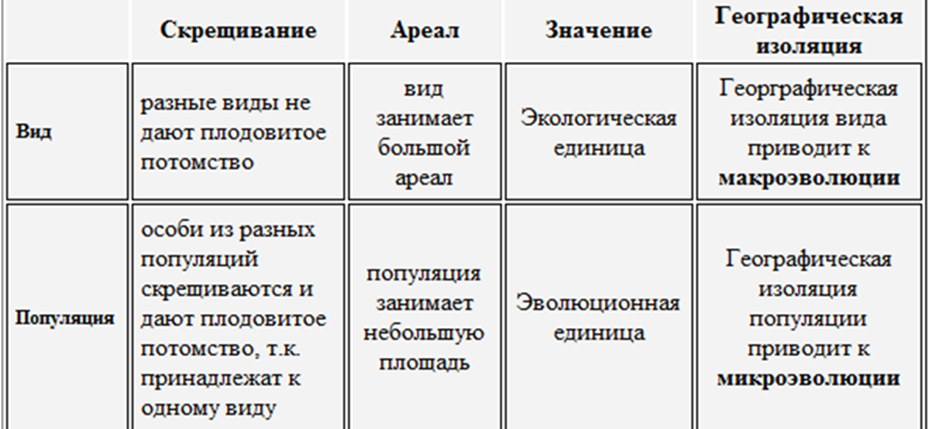 Скрещивание
Ареал
Значение
Географическая
изоляция
Вид
разные виды не
дают плодовитое
потомство
вид
занимает
большой
ареал
Экологическая
единица
Георграфическая
изоляция вида
приводит к
макроэволюции
Популяция
особи из разных
популяций
скрещиваются и
дают плодовитое
потомство, т.к.
принадлежат к
одному виду
популяция
занимает
небольшую
площадь
Эволюционная
единица
Географическая
изоляция
популяции
приводит к
микроэволюции